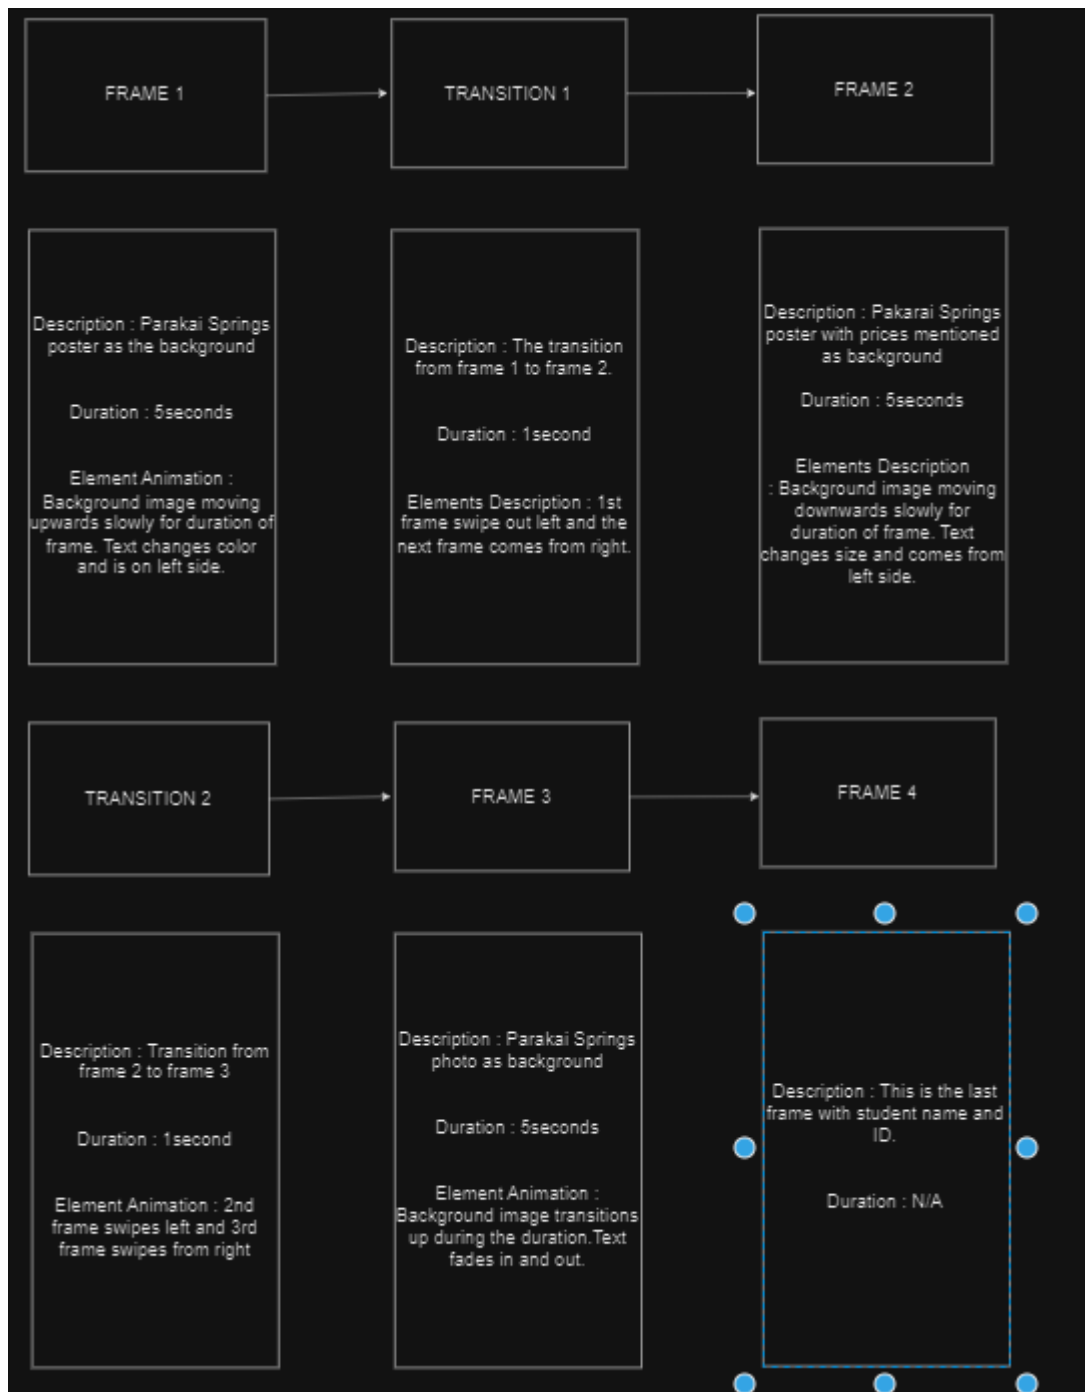 FRAME 1
TRANSITION 1
FRAME 2
Description : Parakai Springs
poster as the background
Duration : 5seconds
Element Animation :
Background image moving
upwards slowly for duration of
frame. Text changes color
and is on left side.
Description : The transition
from frame 1 to frame 2.
Duration : 1second
Elements Description : 1st
frame swipe out left and the
next frame comes from right.
Description : Pakarai Springs
poster with prices mentioned
as background
Duration : 5seconds
Elements Description
: Background image moving
downwards slowly for
duration of frame. Text
changes size and comes from
left side.
TRANSITION 2
FRAME 3
FRAME 4
Description : Transition from
frame 2 to frame 3
Duration : 1second
Element Animation : 2nd
frame swipes left and 3rd
frame swipes from right
Description : Parakai Springs
photo as background
Duration : 5seconds
Element Animation :
Background image transitions
up during the duration.Text
fades in and out.
Description : This is the last
frame with student name and
ID.
Duration : N/A